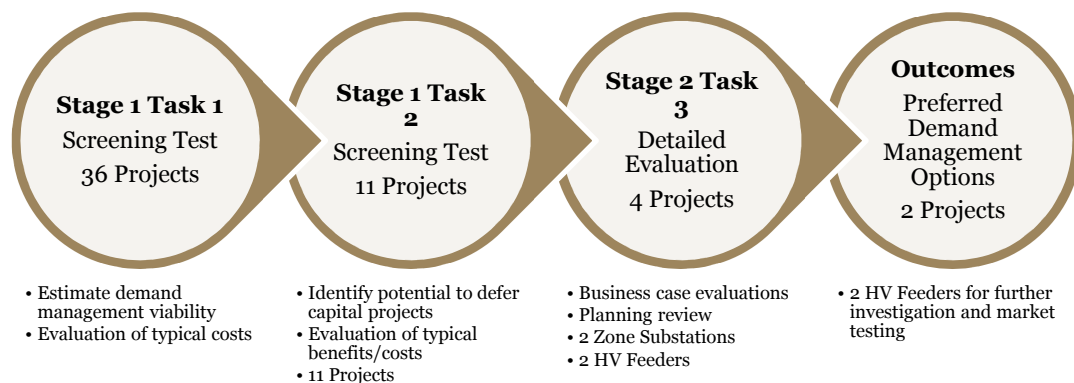 Stage 1 Task 1
Screening Test
36 Projects
Stage 1 Task
2
Screening Test
11 Projects
Stage 2 Task
3
Detailed
Evaluation
4 Projects
Outcomes
Preferred
Demand
Management
Options
2 Projects
• Estimate demand
management viability
• Evaluation of typical costs
• Identify potential to defer
capital projects
• Evaluation of typical
benefits/costs
• 11 Projects
• Business case evaluations
• Planning review
• 2 Zone Substations
• 2 HV Feeders
• 2 HV Feeders for further
investigation and market
testing